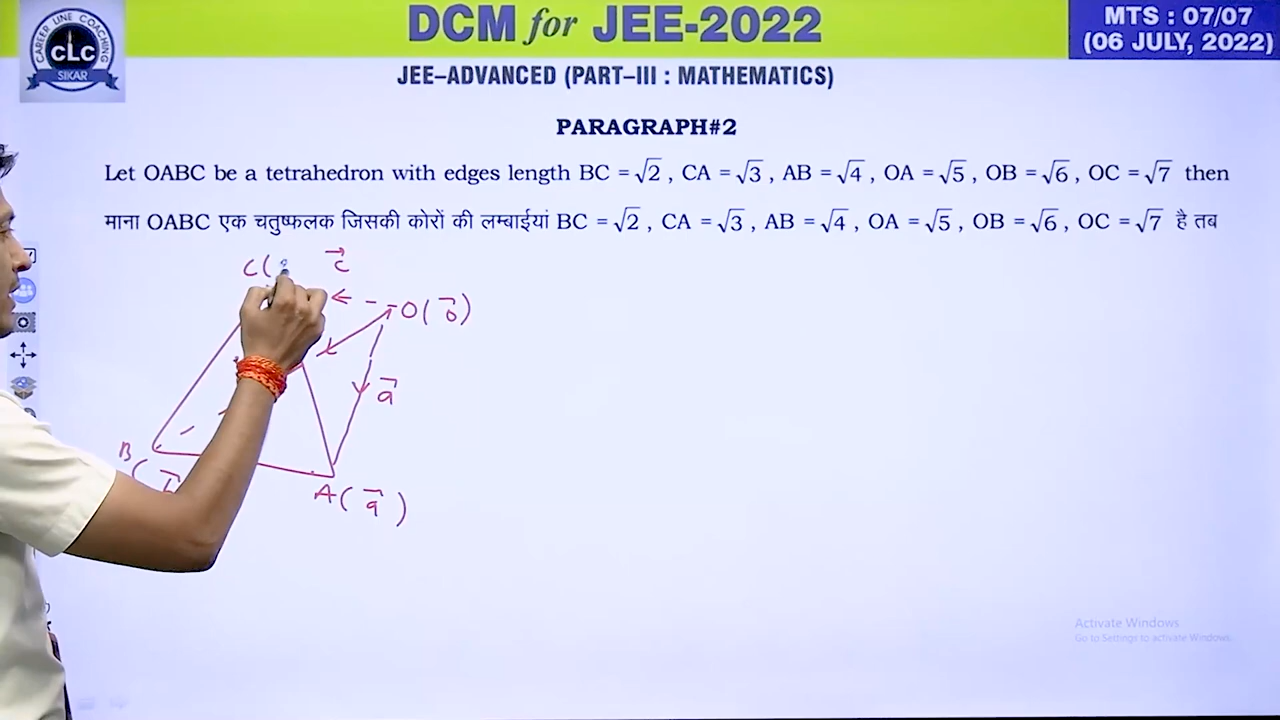 DCM for JEE-2022
MTS : 07/07
(06 JULY, 2022)
CAREER LINE COACHING
CLC
SIKAR
JEE–ADVANCED (PART–III : MATHEMATICS)
PARAGRAPH#2
Let OABC be a tetrahedron with edges length BC = √2 , CA = √3 , AB = √4 , OA = √5 , OB = √6 , OC = √7 then
माना OABC एक चतुष्फलक जिसकी कोरों की लम्बाईयां BC = √2 , CA = √3 , AB = √4 , OA = √5 , OB = √6 , OC = √7 है तब
C( c⃗
O(o⃗)
a⃗
B(
A(a⃗)
Activate Windows
Go to Settings to activate Windows.